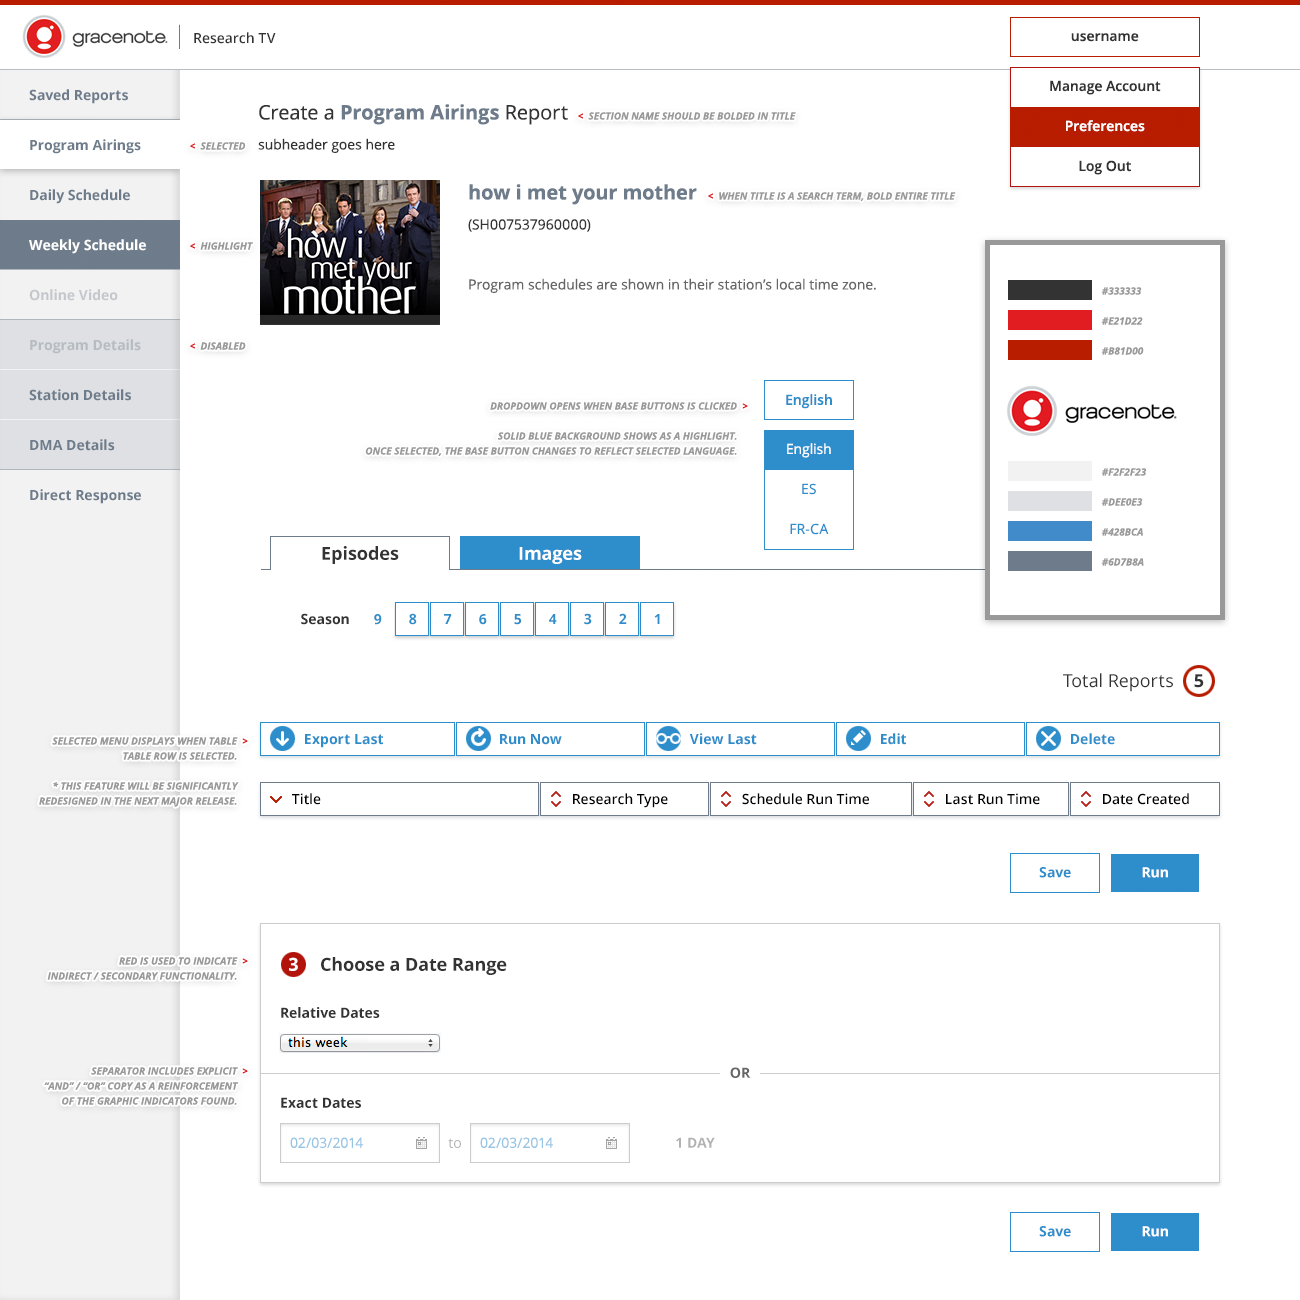 gracenote.
Research TV
username
Manage Account
Preferences
Log Out
Saved Reports
Program Airings
Daily Schedule
Weekly Schedule
Online Video
Program Details
Station Details
DMA Details
Direct Response
< SELECTED
< HIGHLIGHT
< DISABLED
Create a Program Airings Report
< SECTION NAME SHOULD BE BOLDED IN TITLE
subheader goes here
how i
met your
mother
how i met your mother
< WHEN TITLE IS A SEARCH TERM, BOLD ENTIRE TITLE
(SH007537960000)
Program schedules are shown in their station's local time zone.
#333333
#E21D22
#B81D00
gracenote.
#F2F2F23
#DEE0E3
#428BCA
#6D7B8A
DROPDOWN OPENS WHEN BASE BUTTONS IS CLICKED >
English
SOLID BLUE BACKGROUND SHOWS AS A HIGHLIGHT.
ONCE SELECTED, THE BASE BUTTON CHANGES TO REFLECT SELECTED LANGUAGE.
English
ES
FR-CA
Episodes
Images
Season 9 8 7 6 5 4 3 2 1
Total Reports 5
SELECTED MENU DISPLAYS WHEN TABLE >
TABLE ROW IS SELECTED.
Export Last
Run Now
View Last
Edit
Delete
* THIS FEATURE WILL BE SIGNIFICANTLY
REDESIGNED IN THE NEXT MAJOR RELEASE.
Title
Research Type
Schedule Run Time
Last Run Time
Date Created
Save
Run
RED IS USED TO INDICATE >
INDIRECT / SECONDARY FUNCTIONALITY.
3 Choose a Date Range
Relative Dates
this week
SEPARATOR INCLUDES EXPLICIT >
“AND” / “OR” COPY AS A REINFORCEMENT
OF THE GRAPHIC INDICATORS FOUND.
OR
Exact Dates
02/03/2014 to 02/03/2014 1 DAY
Save
Run